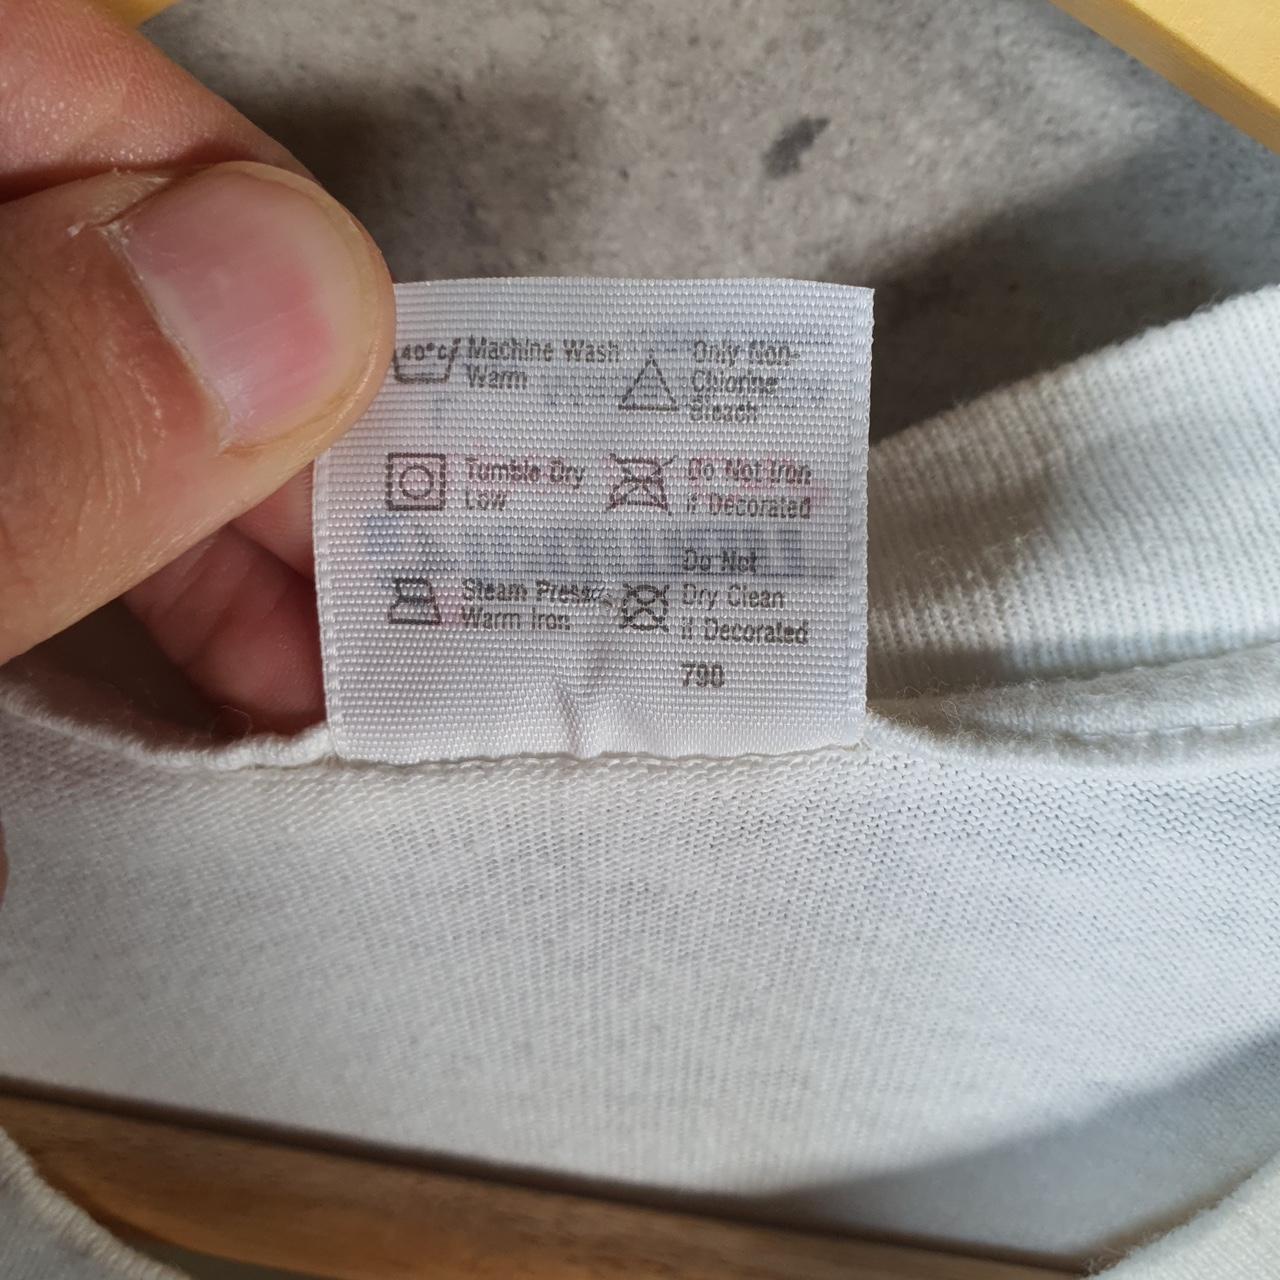 40°C Machine Wash
Warm
Only Non-
Chlorine
Bleach
Tumble Dry
Low
Do Not Iron
if Decorated
Steam Press
Warm Iron
Do Not
Dry Clean
if Decorated
790